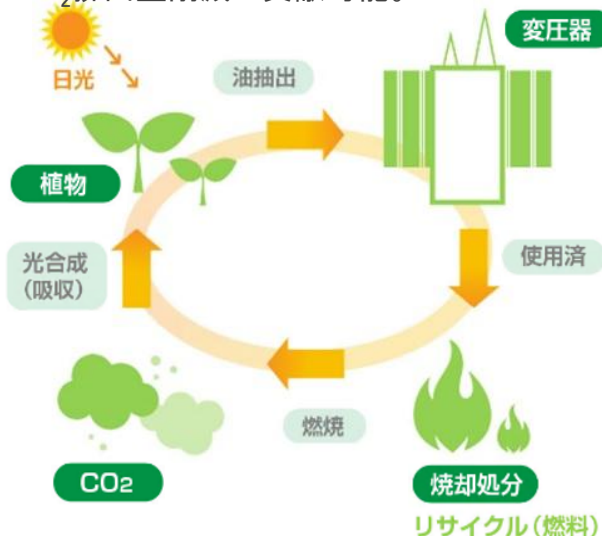 日光
油抽出
変圧器
植物
光合成
(吸収)
使用済
燃焼
CO2
焼却処分
リサイクル(燃料)